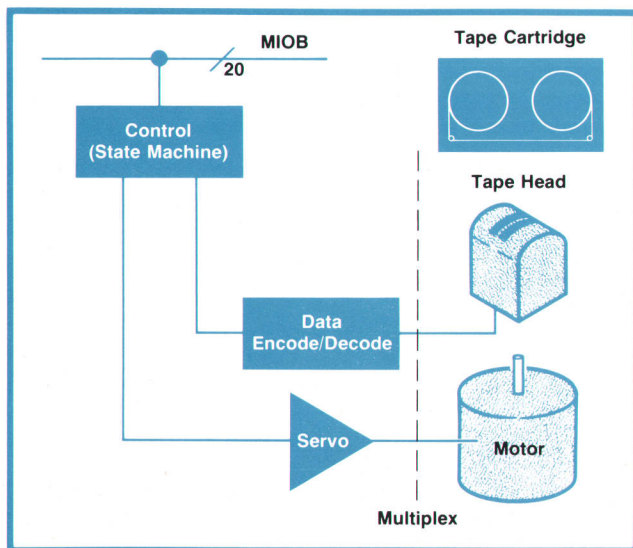 MIOB
20
Tape Cartridge
Control
(State Machine)
Tape Head
Data
Encode/Decode
Servo
Motor
Multiplex